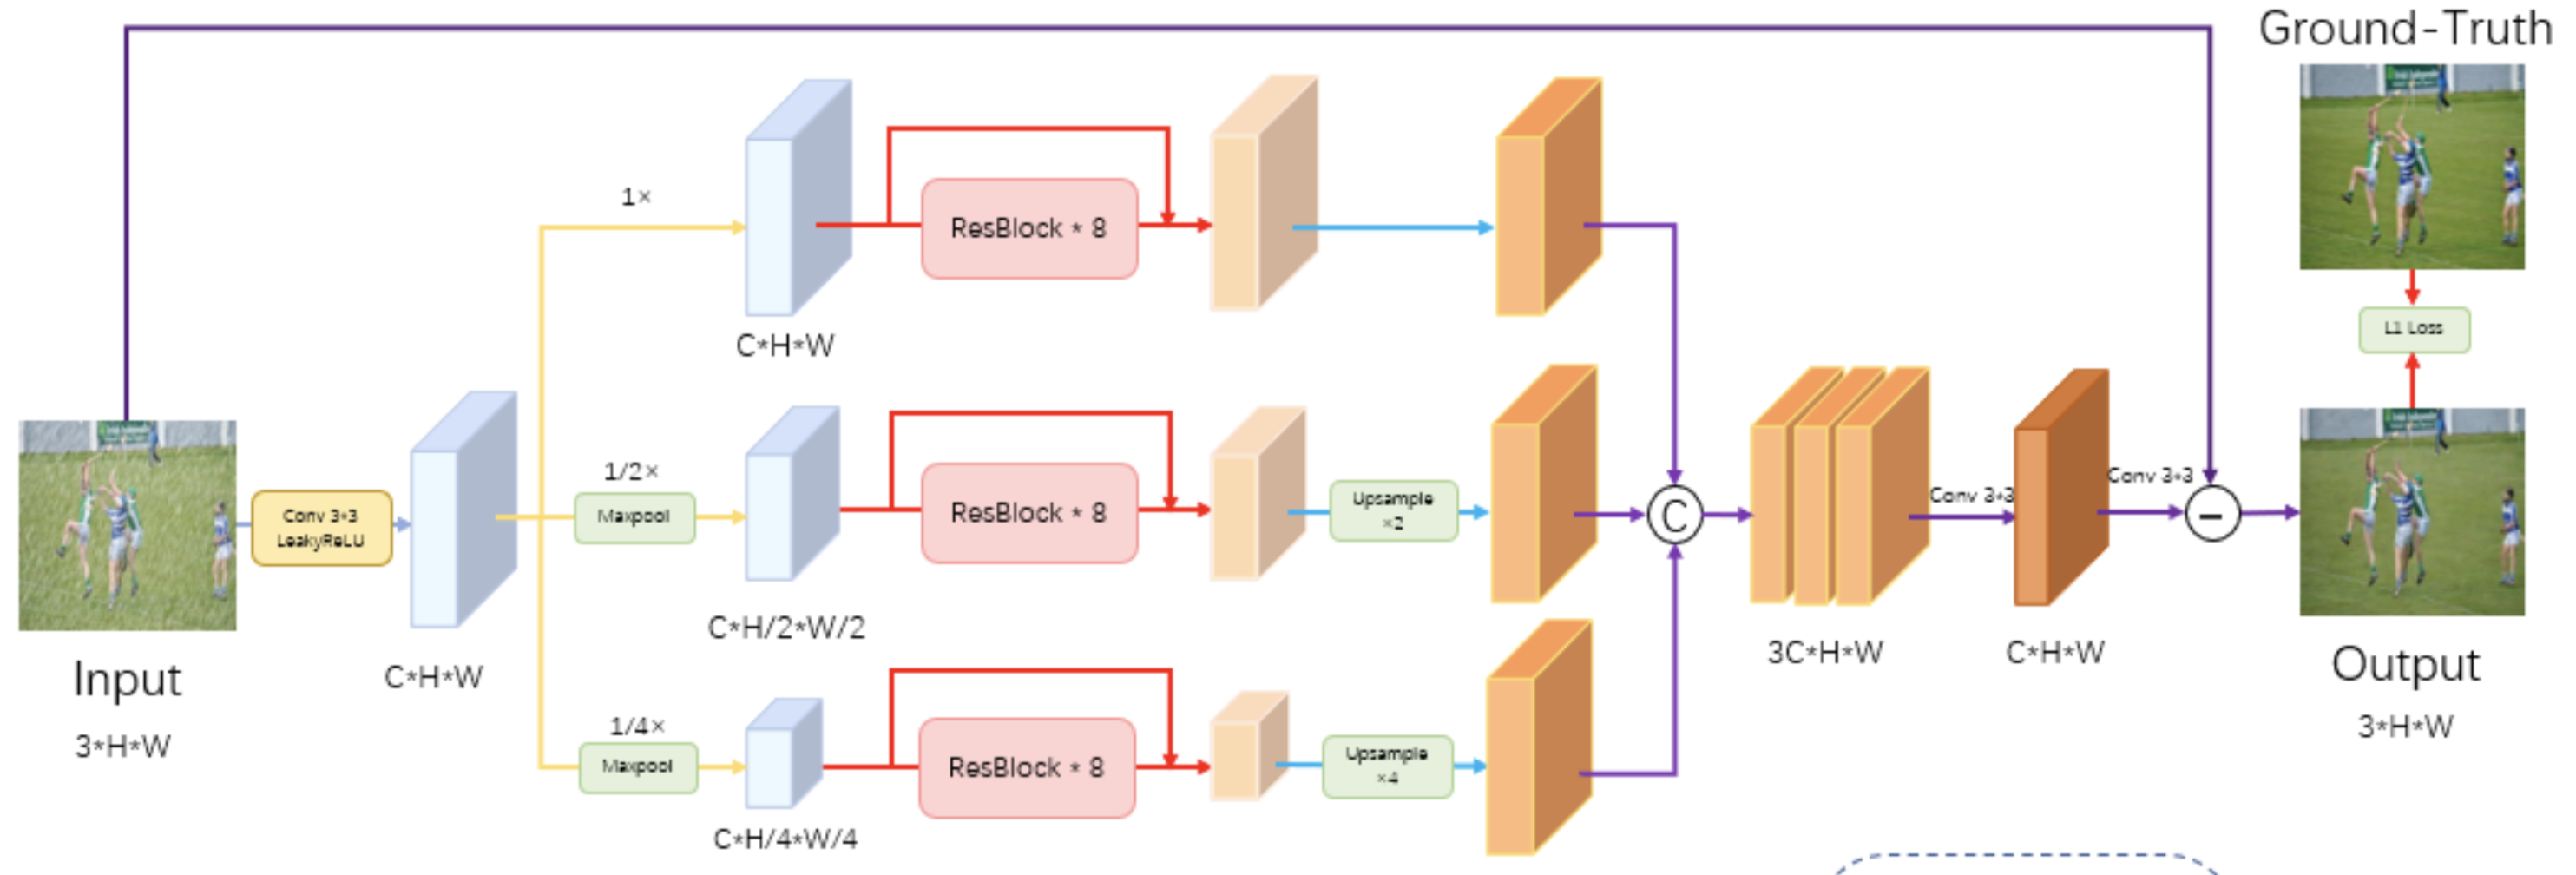 Ground-Truth
1×
ResBlock * 8
C*H*W
L1 Loss
Input
3*H*W
Conv 3*3
LeakyReLU
C*H*W
1/2×
Maxpool
C*H/2*W/2
ResBlock * 8
Upsample
×2
C
3C*H*W
Conv 3*3
C*H*W
Conv 3*3
-
Output
3*H*W
1/4×
Maxpool
C*H/4*W/4
ResBlock * 8
Upsample
×4